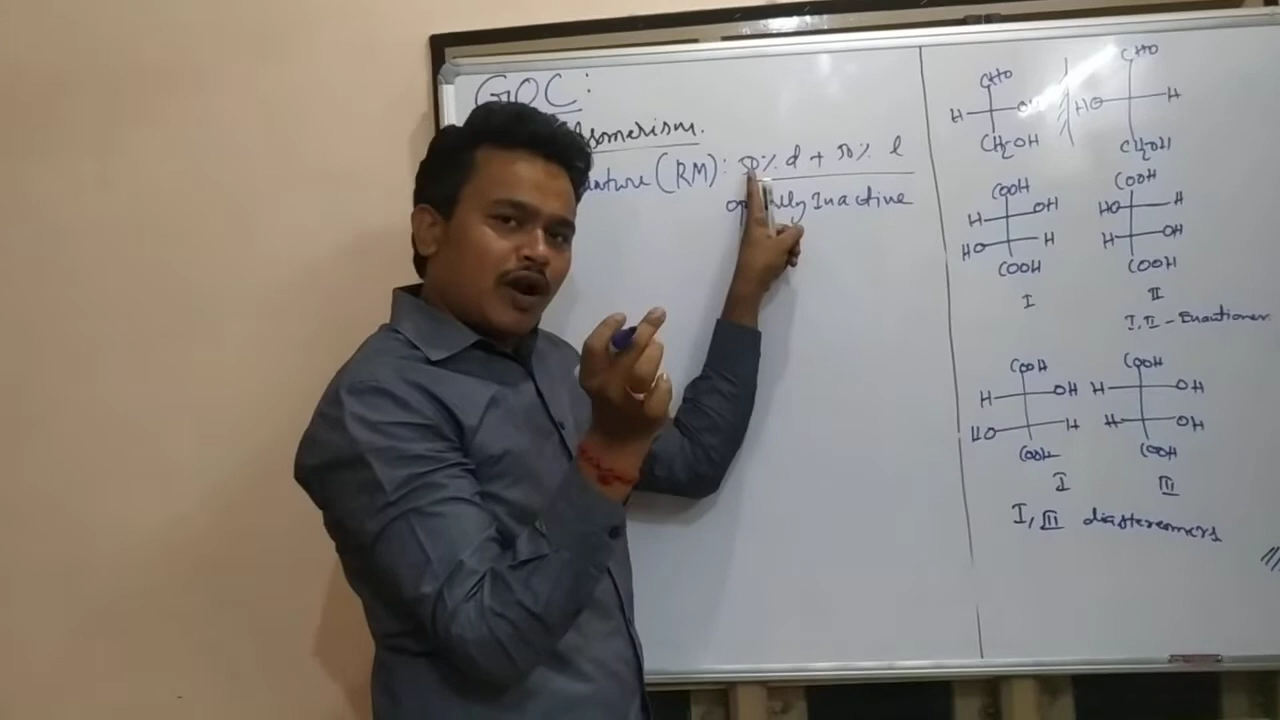 GOC:
Isomerism.
(RM): 50% d + 50% l
Inactive
CHO CHO
H HO H
CH2OH CH2OH
COOH COOH
H OH HO H
HO H H OH
COOH COOH
I II
I, II - Enantiomer
COOH COOH
H OH H OH
HO H H OH
COOH COOH
I III
I, III diastereomers